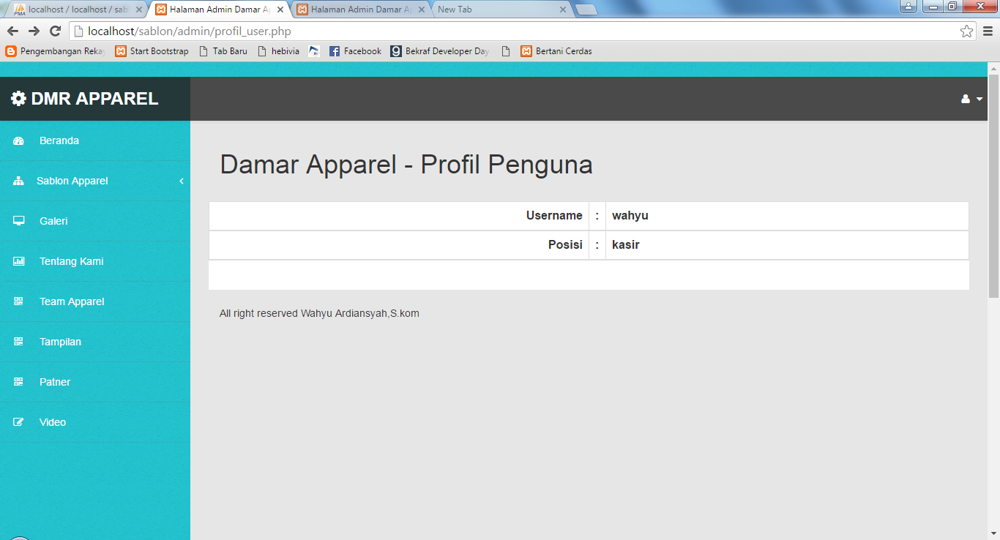 localhost / localhost / sabl
Halaman Admin Damar A
Halaman Admin Damar A
New Tab
localhost/sablon/admin/profil_user.php
Pengembangan Reka
Start Bootstrap
Tab Baru
hebivia
Facebook
Bekraf Developer Day
Bertani Cerdas
DMR APPAREL
Beranda
Sablon Apparel
Galeri
Tentang Kami
Team Apparel
Tampilan
Patner
Video
Damar Apparel - Profil Penguna
Username : wahyu
Posisi : kasir
All right reserved Wahyu Ardiansyah,S.kom